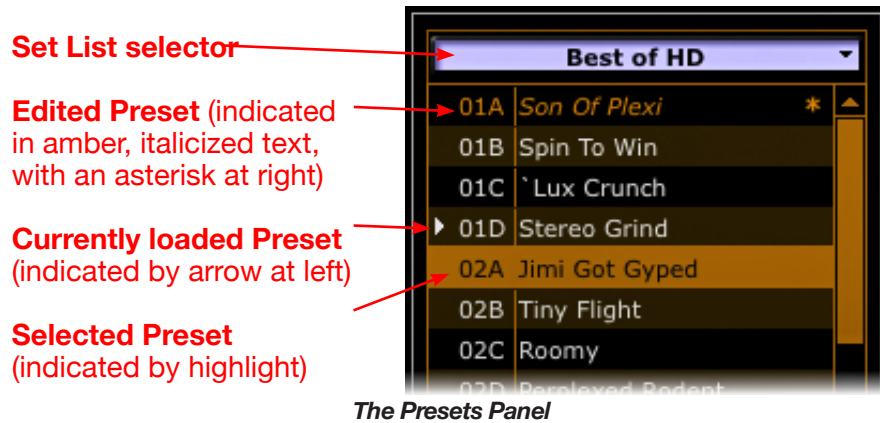 Set List selector
Edited Preset (indicated
in amber, italicized text,
with an asterisk at right)
Currently loaded Preset
(indicated by arrow at left)
Selected Preset
(indicated by highlight)
Best of HD
01A Son Of Plexi *
01B Spin To Win
01C `Lux Crunch
01D Stereo Grind
02A Jimi Got Gyped
02B Tiny Flight
02C Roomy
02D Perplexed Rodent
The Presets Panel